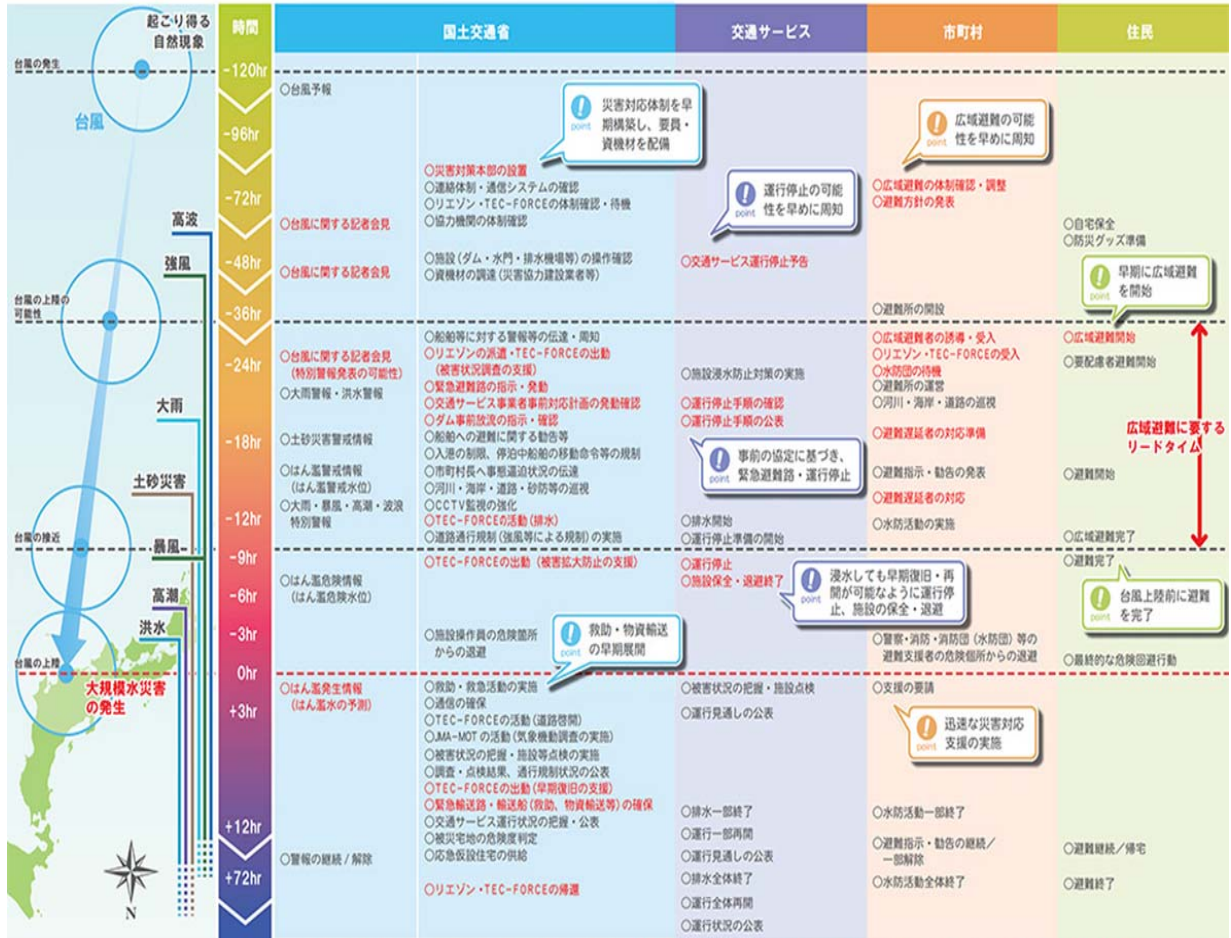 起こり得る
自然現象
時間
国土交通省
交通サービス
市町村
住民
台風の発生
台風
高波
強風
台風の上陸の
可能性
大雨
土砂災害
台風の接近
暴風
高潮
洪水
台風の上陸
大規模水災害
の発生
N
-120hr
-96hr
-72hr
-48hr
-36hr
-24hr
-18hr
-12hr
-9hr
-6hr
-3hr
0hr
+3hr
+12hr
+72hr
○台風予報
○台風に関する記者会見
○台風に関する記者会見
○台風に関する記者会見
(特別警報発表の可能性)
○大雨警報・洪水警報
○土砂災害警戒情報
○はん濫警戒情報
(はん濫警戒水位)
○大雨・暴風・高潮・波浪
特別警報
○はん濫危険情報
(はん濫危険水位)
○はん濫発生情報
(はん濫水の予測)
○警報の継続/解除
! point
災害対応体制を早
期構築し、要員・
資機材を配備
○災害対策本部の設置
○連絡体制・通信システムの確認
○リエゾン・TEC-FORCEの体制確認・待機
○協力機関の体制確認
○施設(ダム・水門・排水機場等)の操作確認
○資機材の調達(災害協力建設業者等)
○船舶等に対する警報等の伝達・周知
○リエゾンの派遣・TEC-FORCEの出動
(被害状況調査の支援)
○緊急避難路の指示・発動
○交通サービス事業者事前対応計画の発動確認
○ダム事前放流の指示・確認
○船舶への避難に関する勧告等
○入港の制限、停泊中船舶の移動命令等の規制
○市町村長へ事態逼迫状況の伝達
○河川・海岸・道路・砂防等の巡視
○CCTV監視の強化
○TEC-FORCEの活動(排水)
○道路通行規制(強風等による規制)の実施
○TEC-FORCEの出動(被害拡大防止の支援)
○施設操作員の危険箇所
からの退避
! point
救助・物資輸送
の早期展開
○救助・救急活動の実施
○通信の確保
○TEC-FORCEの活動(道路啓開)
○JMA-MOTの活動(気象機動調査の実施)
○被害状況の把握・施設等点検の実施
○調査・点検結果、通行規制状況の公表
○TEC-FORCEの出動(早期復旧の支援)
○緊急輸送路・輸送船(救助、物資輸送等)の確保
○交通サービス運行状況の把握・公表
○被災宅地の危険度判定
○応急仮設住宅の供給
○リエゾン・TEC-FORCEの帰還
! point
運行停止の可能
性を早めに周知
○交通サービス運行停止予告
○施設浸水防止対策の実施
○運行停止手順の確認
○運行停止手順の公表
! point
事前の協定に基づき、
緊急避難路・運行停止
○排水開始
○運行停止準備の開始
○運行停止
○施設保全・退避終了
! point
浸水しても早期復旧・再
開が可能なように運行停
止、施設の保全・退避
○被害状況の把握・施設点検
○運行見通しの公表
○排水一部終了
○運行一部再開
○運行見通しの公表
○排水全体終了
○運行全体再開
○運行状況の公表
! point
広域避難の可能
性を早めに周知
○広域避難の体制確認・調整
○避難方針の発表
○避難所の開設
○広域避難者の誘導・受入
○リエゾン・TEC-FORCEの受入
○水防団の待機
○避難所の運営
○河川・海岸・道路の巡視
○避難遅延者の対応準備
○避難指示・勧告の発表
○避難遅延者の対応
○水防活動の実施
○警察・消防・消防団(水防団)等の
避難支援者の危険個所からの退避
○支援の要請
! point
迅速な災害対応
支援の実施
○水防活動一部終了
○避難指示・勧告の継続/
一部解除
○水防活動全体終了
○自宅保全
○防災グッズ準備
! point
早期に広域避難
を開始
○広域避難開始
○要配慮者避難開始
広域避難に要する
リードタイム
○避難開始
○広域避難完了
○避難完了
! point
台風上陸前に避難
を完了
○最終的な危険回避行動
○避難継続/帰宅
○避難終了